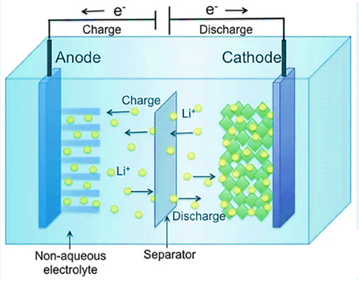 e⁻ e⁻
Charge Discharge
Anode Cathode
Charge Li⁺
Li⁺
Discharge
Non-aqueous
electrolyte
Separator